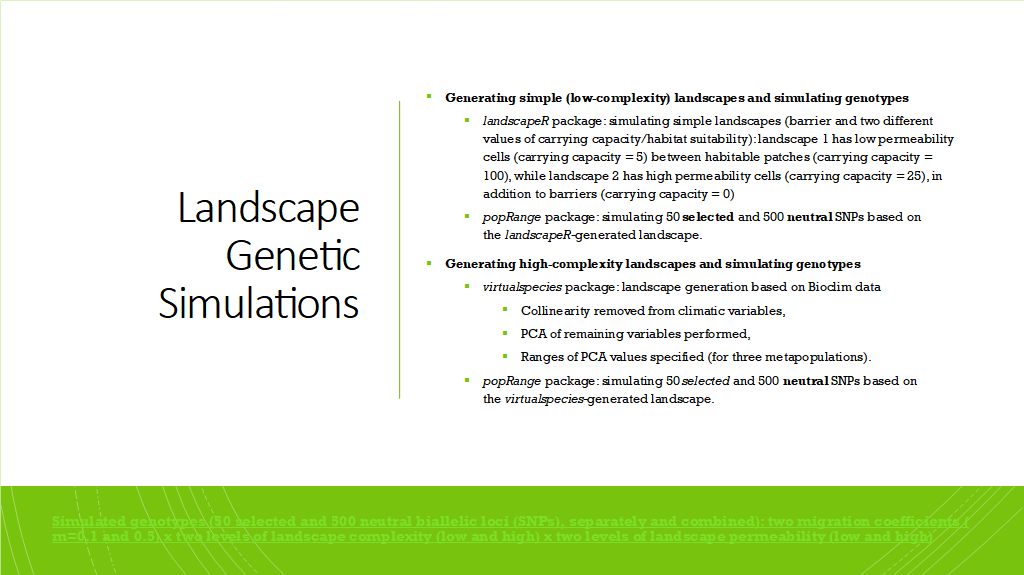 Landscape
Genetic
Simulations
Generating simple (low-complexity) landscapes and simulating genotypes
landscapeR package: simulating simple landscapes (barrier and two different
values of carrying capacity/habitat suitability): landscape 1 has low permeability
cells (carrying capacity = 5) between habitable patches (carrying capacity =
100), while landscape 2 has high permeability cells (carrying capacity = 25), in
addition to barriers (carrying capacity = 0)
popRange package: simulating 50 selected and 500 neutral SNPs based on
the landscapeR-generated landscape.
Generating high-complexity landscapes and simulating genotypes
virtualspecies package: landscape generation based on Bioclim data
Collinearity removed from climatic variables,
PCA of remaining variables performed,
Ranges of PCA values specified (for three metapopulations).
popRange package: simulating 50 selected and 500 neutral SNPs based on
the virtualspecies-generated landscape.
Simulated genotypes (50 selected and 500 neutral biallelic loci (SNPs), separately and combined): two migration coefficients (
m=0.1 and 0.5) x two levels of landscape complexity (low and high) x two levels of landscape permeability (low and high)